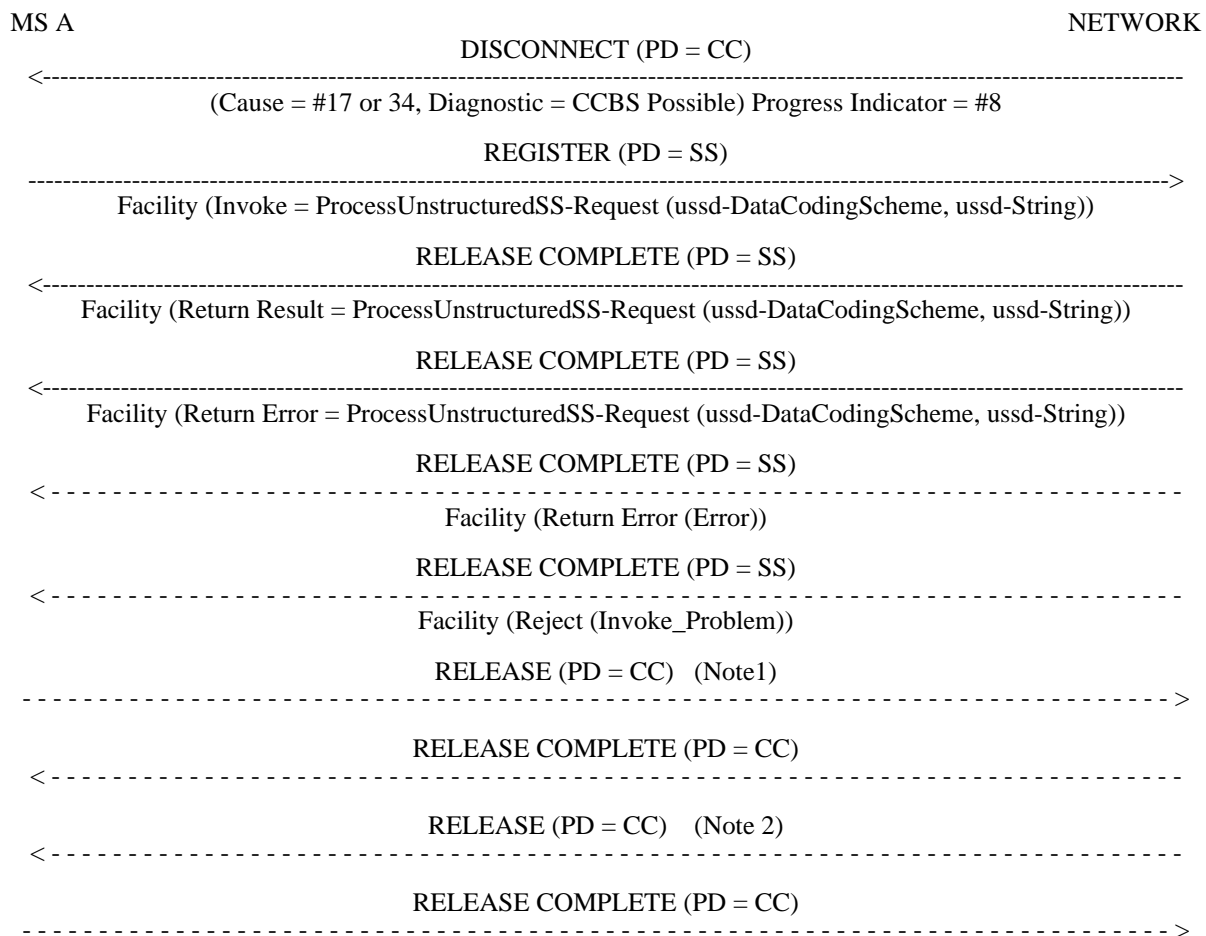 MS A NETWORK
DISCONNECT (PD = CC)
<------------------------------------------------------------------------------------------------------------------------------------
(Cause = #17 or 34, Diagnostic = CCBS Possible) Progress Indicator = #8
REGISTER (PD = SS)
------------------------------------------------------------------------------------------------------------------------------------>
Facility (Invoke = ProcessUnstructuredSS-Request (ussd-DataCodingScheme, ussd-String))
RELEASE COMPLETE (PD = SS)
<------------------------------------------------------------------------------------------------------------------------------------
Facility (Return Result = ProcessUnstructuredSS-Request (ussd-DataCodingScheme, ussd-String))
RELEASE COMPLETE (PD = SS)
<------------------------------------------------------------------------------------------------------------------------------------
Facility (Return Error = ProcessUnstructuredSS-Request (ussd-DataCodingScheme, ussd-String))
RELEASE COMPLETE (PD = SS)
< - - - - - - - - - - - - - - - - - - - - - - - - - - - - - - - - - - - - - - - - - - - - - - - - - - - - - - - - - - - - - - - - - - - - - - - - - -
Facility (Return Error (Error))
RELEASE COMPLETE (PD = SS)
< - - - - - - - - - - - - - - - - - - - - - - - - - - - - - - - - - - - - - - - - - - - - - - - - - - - - - - - - - - - - - - - - - - - - - - - - - -
Facility (Reject (Invoke_Problem))
RELEASE (PD = CC) (Note1)
- - - - - - - - - - - - - - - - - - - - - - - - - - - - - - - - - - - - - - - - - - - - - - - - - - - - - - - - - - - - - - - - - - - - - - - - - - >
RELEASE COMPLETE (PD = CC)
< - - - - - - - - - - - - - - - - - - - - - - - - - - - - - - - - - - - - - - - - - - - - - - - - - - - - - - - - - - - - - - - - - - - - - - - - - -
RELEASE (PD = CC) (Note 2)
< - - - - - - - - - - - - - - - - - - - - - - - - - - - - - - - - - - - - - - - - - - - - - - - - - - - - - - - - - - - - - - - - - - - - - - - - - -
RELEASE COMPLETE (PD = CC)
- - - - - - - - - - - - - - - - - - - - - - - - - - - - - - - - - - - - - - - - - - - - - - - - - - - - - - - - - - - - - - - - - - - - - - - - - - >